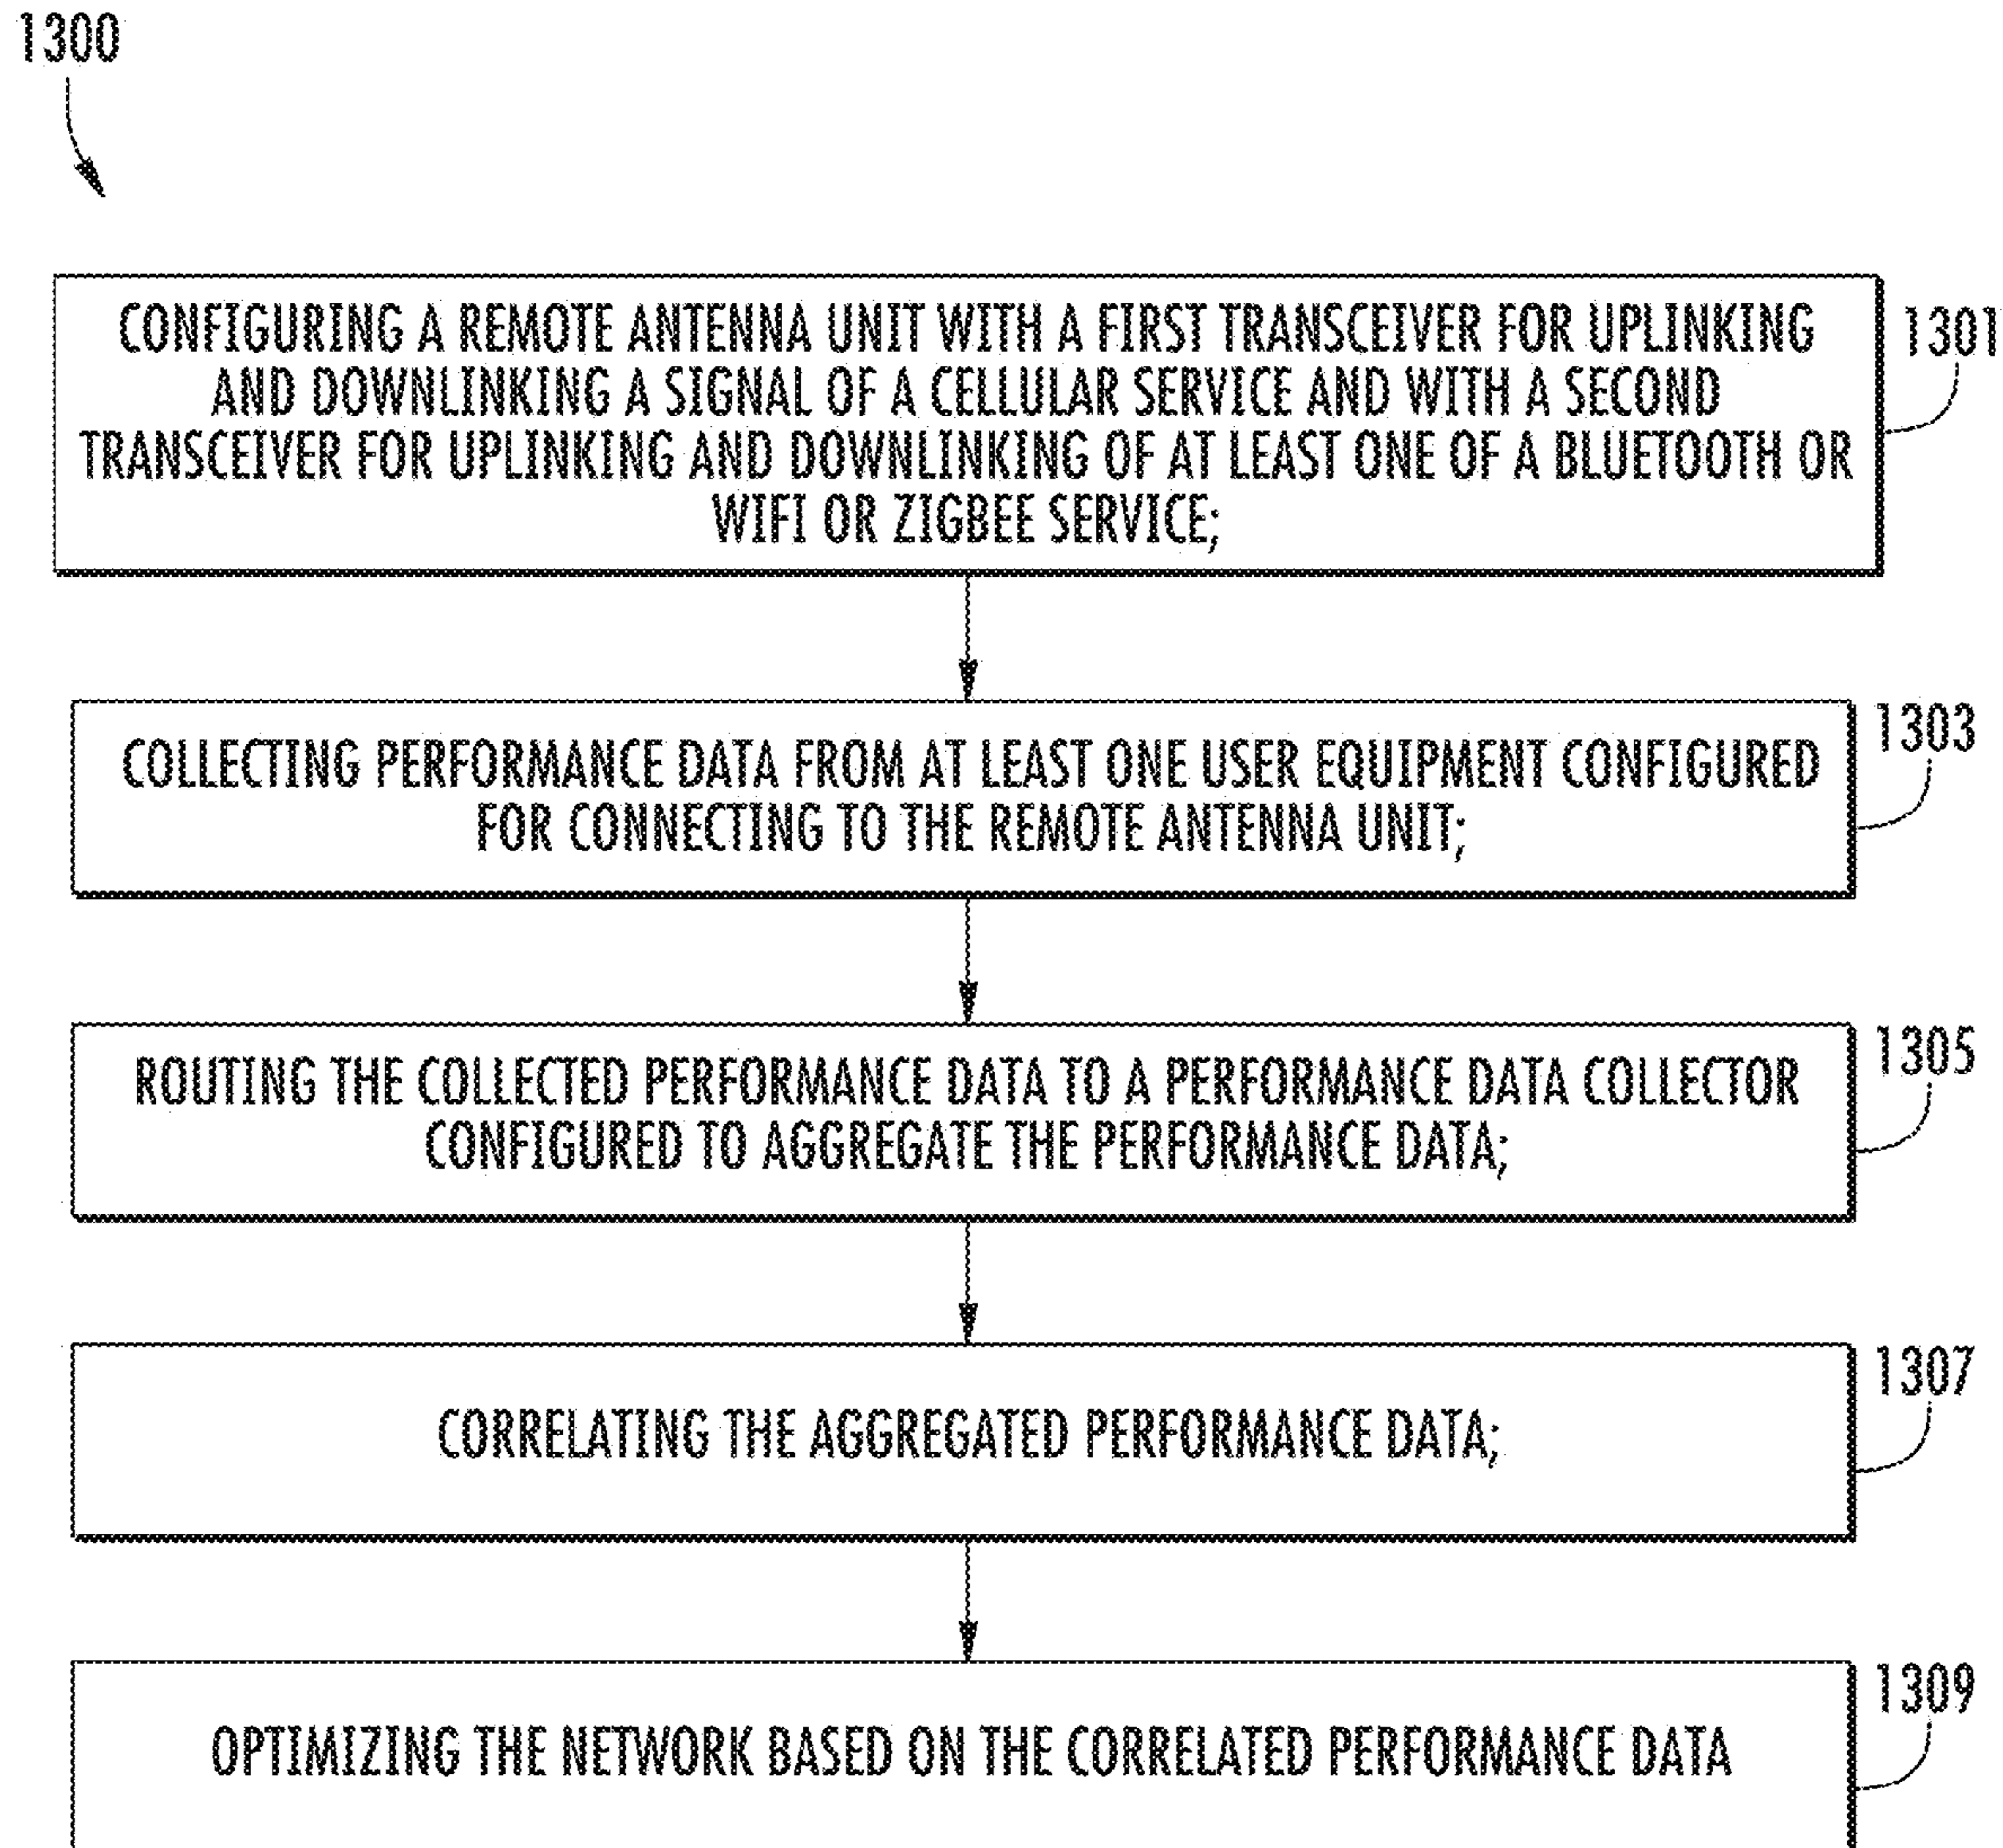 1300
CONFIGURING A REMOTE ANTENNA UNIT WITH A FIRST TRANSCEIVER FOR UPLINKING
AND DOWNLINKING A SIGNAL OF A CELLULAR SERVICE AND WITH A SECOND
TRANSCEIVER FOR UPLINKING AND DOWNLINKING OF AT LEAST ONE OF A BLUETOOTH OR
WIFI OR ZIGBEE SERVICE;
1301
COLLECTING PERFORMANCE DATA FROM AT LEAST ONE USER EQUIPMENT CONFIGURED
FOR CONNECTING TO THE REMOTE ANTENNA UNIT;
1303
ROUTING THE COLLECTED PERFORMANCE DATA TO A PERFORMANCE DATA COLLECTOR
CONFIGURED TO AGGREGATE THE PERFORMANCE DATA;
1305
CORRELATING THE AGGREGATED PERFORMANCE DATA;
1307
OPTIMIZING THE NETWORK BASED ON THE CORRELATED PERFORMANCE DATA
1309